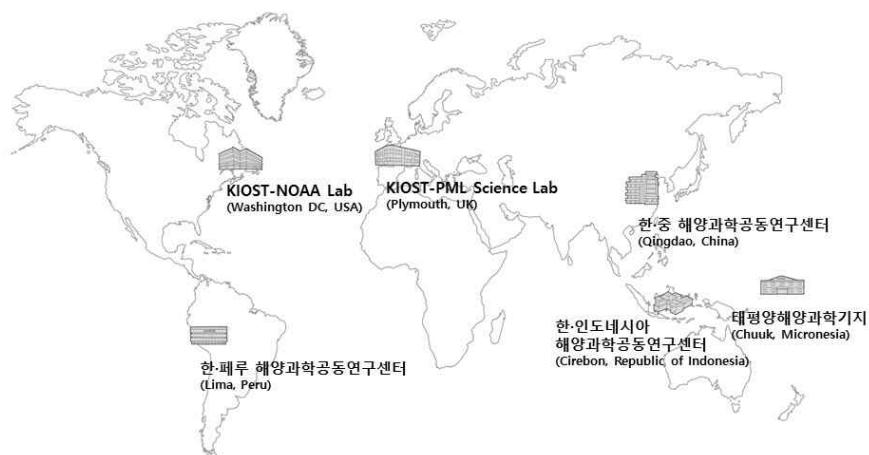 KIOST-NOAA Lab
(Washington DC, USA)
KIOST-PML Science Lab
(Plymouth, UK)
한·중 해양과학공동연구센터
(Qingdao, China)
태평양해양과학기지
(Chuuk, Micronesia)
한·인도네시아
해양과학공동연구센터
(Cirebon, Republic of Indonesia)
한·페루 해양과학공동연구센터
(Lima, Peru)